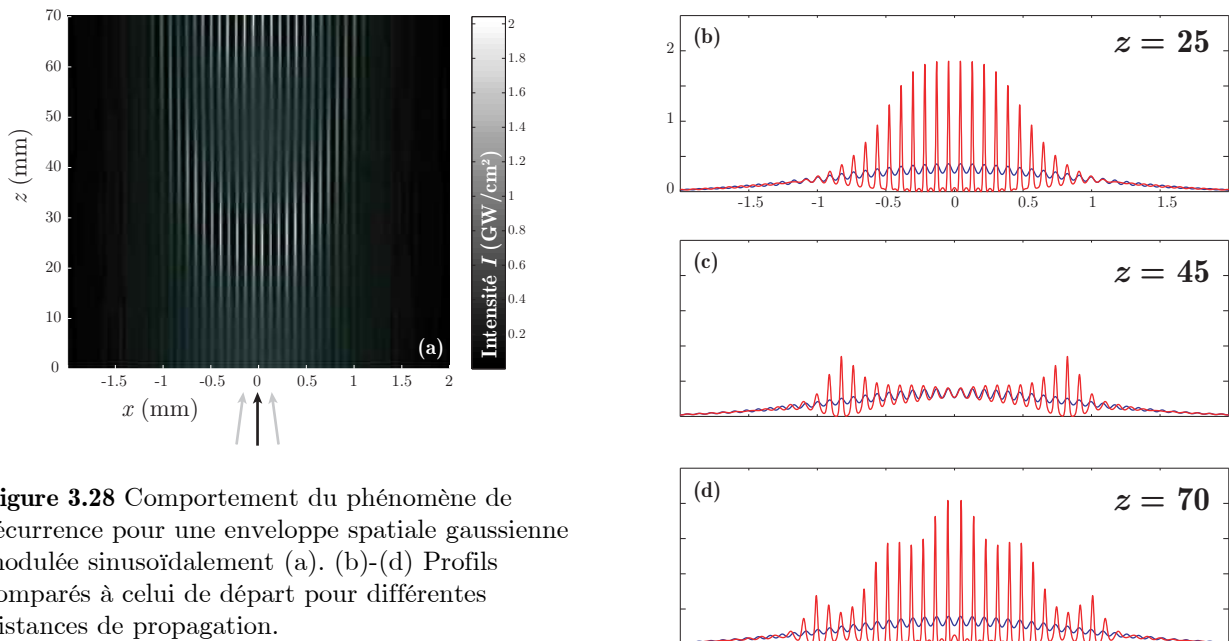 70
60
50
40
30
20
10
0
z (mm)
-1.5
-1
-0.5
0
0.5
1
1.5
2
x (mm)
(a)
2
1.8
1.6
1.4
1.2
1
0.8
0.6
0.4
0.2
Intensité I (GW/cm²)
(b)
z = 25
2
1
0
-1.5
-1
-0.5
0
0.5
1
1.5
(c)
z = 45
(d)
z = 70
igure 3.28 Comportement du phénomène de
écurrence pour une enveloppe spatiale gaussienne
odulée sinusoïdalement (a). (b)-(d) Profils
omparés à celui de départ pour différentes
istances de propagation.